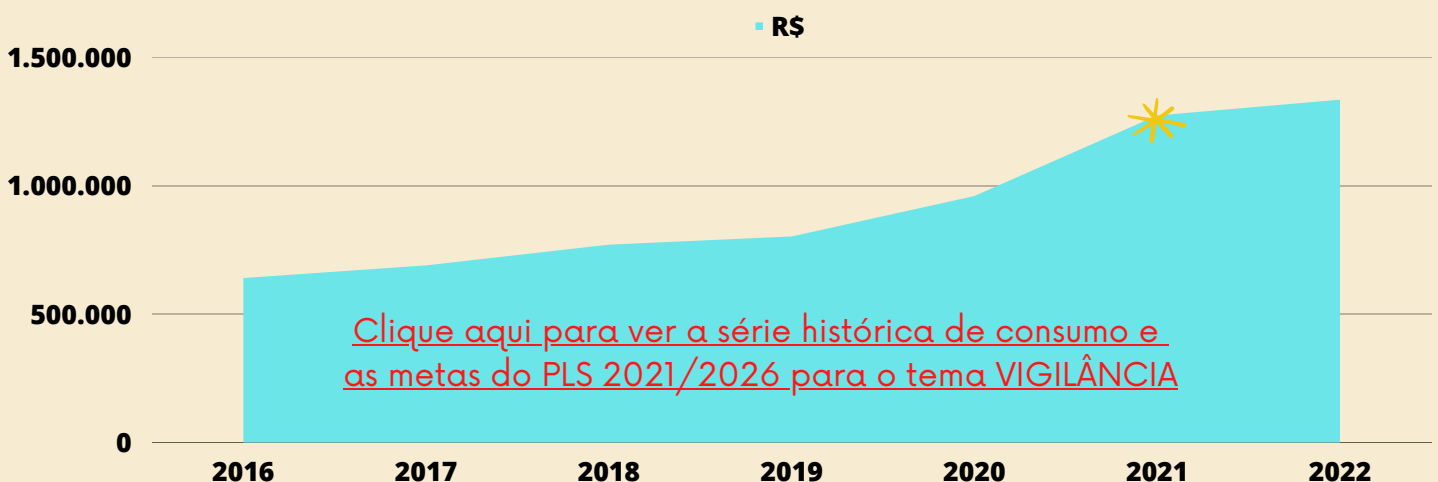 R$
1.500.000
1.000.000
500.000
Clique aqui para ver a série histórica de consumo e
as metas do PLS 2021/2026 para o tema VIGILÂNCIA
0
2016 2017 2018 2019 2020 2021 2022